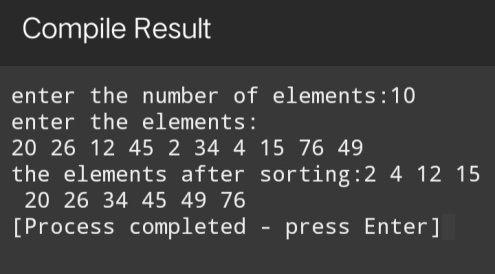 Compile Result
enter the number of elements:10
enter the elements:
20 26 12 45 2 34 4 15 76 49
the elements after sorting:2 4 12 15
 20 26 34 45 49 76
[Process completed - press Enter]